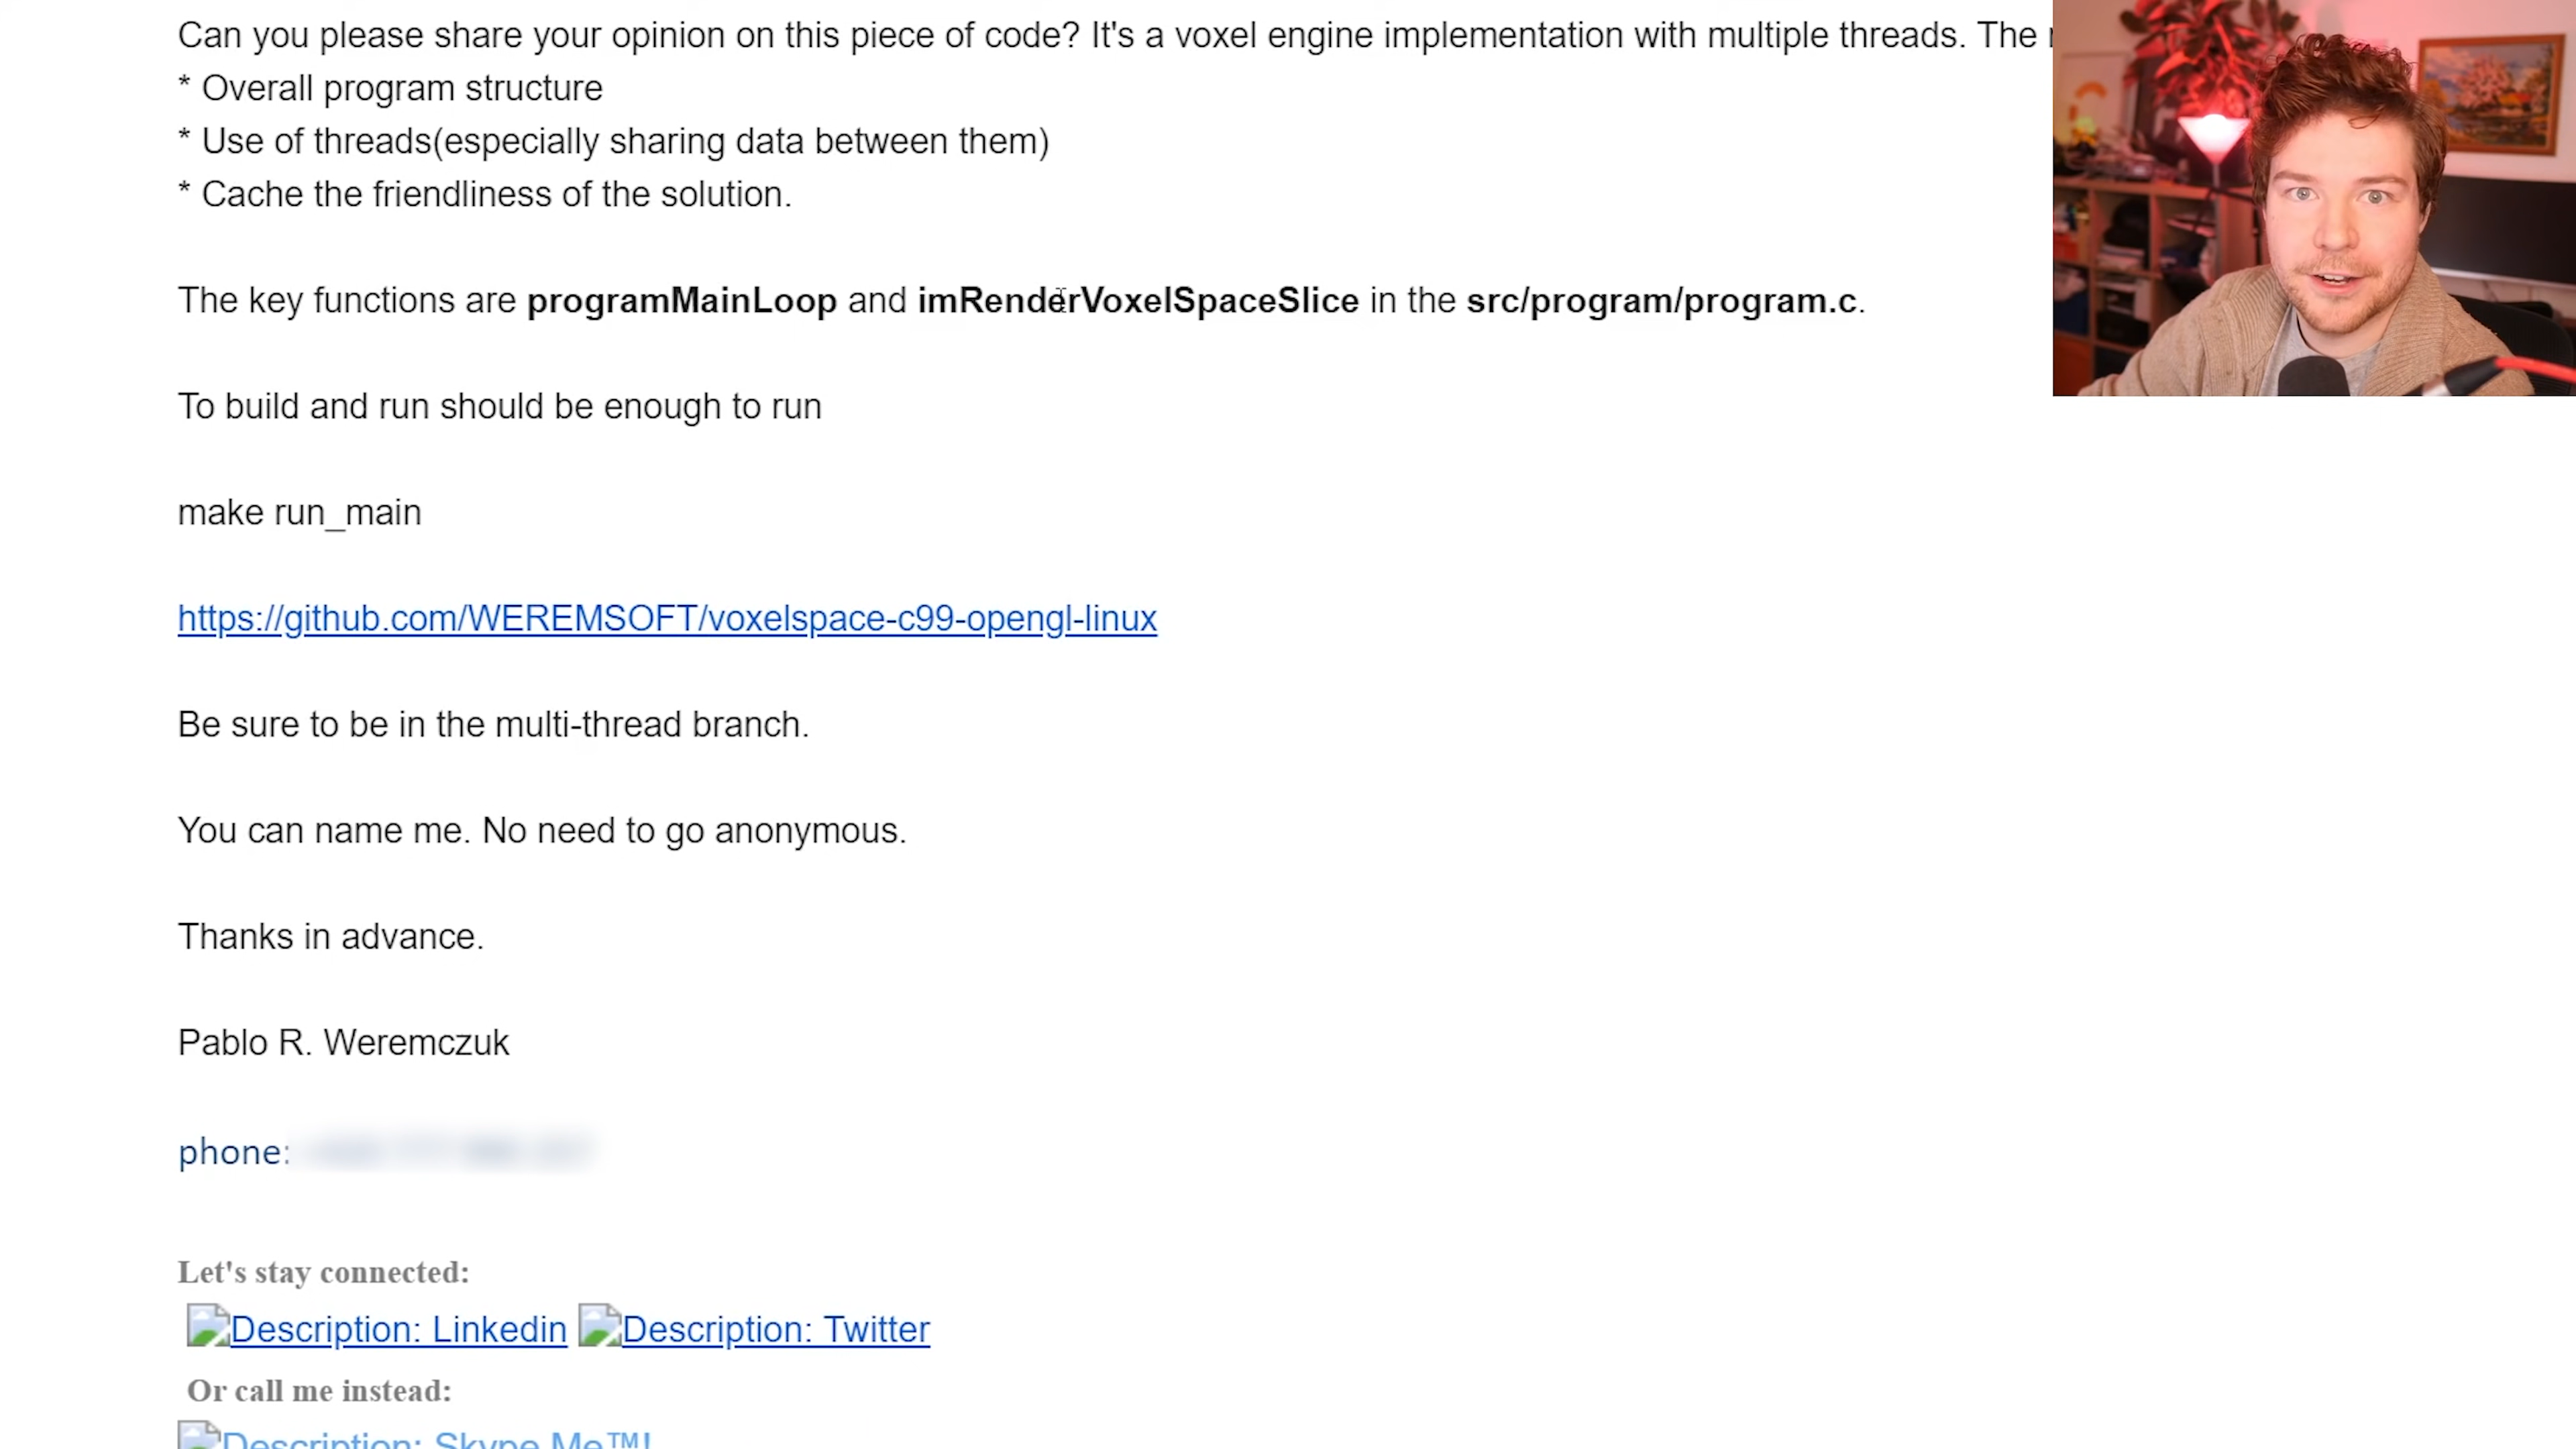 Can you please share your opinion on this piece of code? It's a voxel engine implementation with multiple threads. The
* Overall program structure
* Use of threads(especially sharing data between them)
* Cache the friendliness of the solution.
The key functions are programMainLoop and imRenderVoxelSpaceSlice in the src/program/program.c.
To build and run should be enough to run
make run_main
https://github.com/WEREMSOFT/voxelspace-c99-opengl-linux
Be sure to be in the multi-thread branch.
You can name me. No need to go anonymous.
Thanks in advance.
Pablo R. Weremczuk
phone:
Let's stay connected:
Description: Linkedin Description: Twitter
Or call me instead:
Description: Skype Me™!